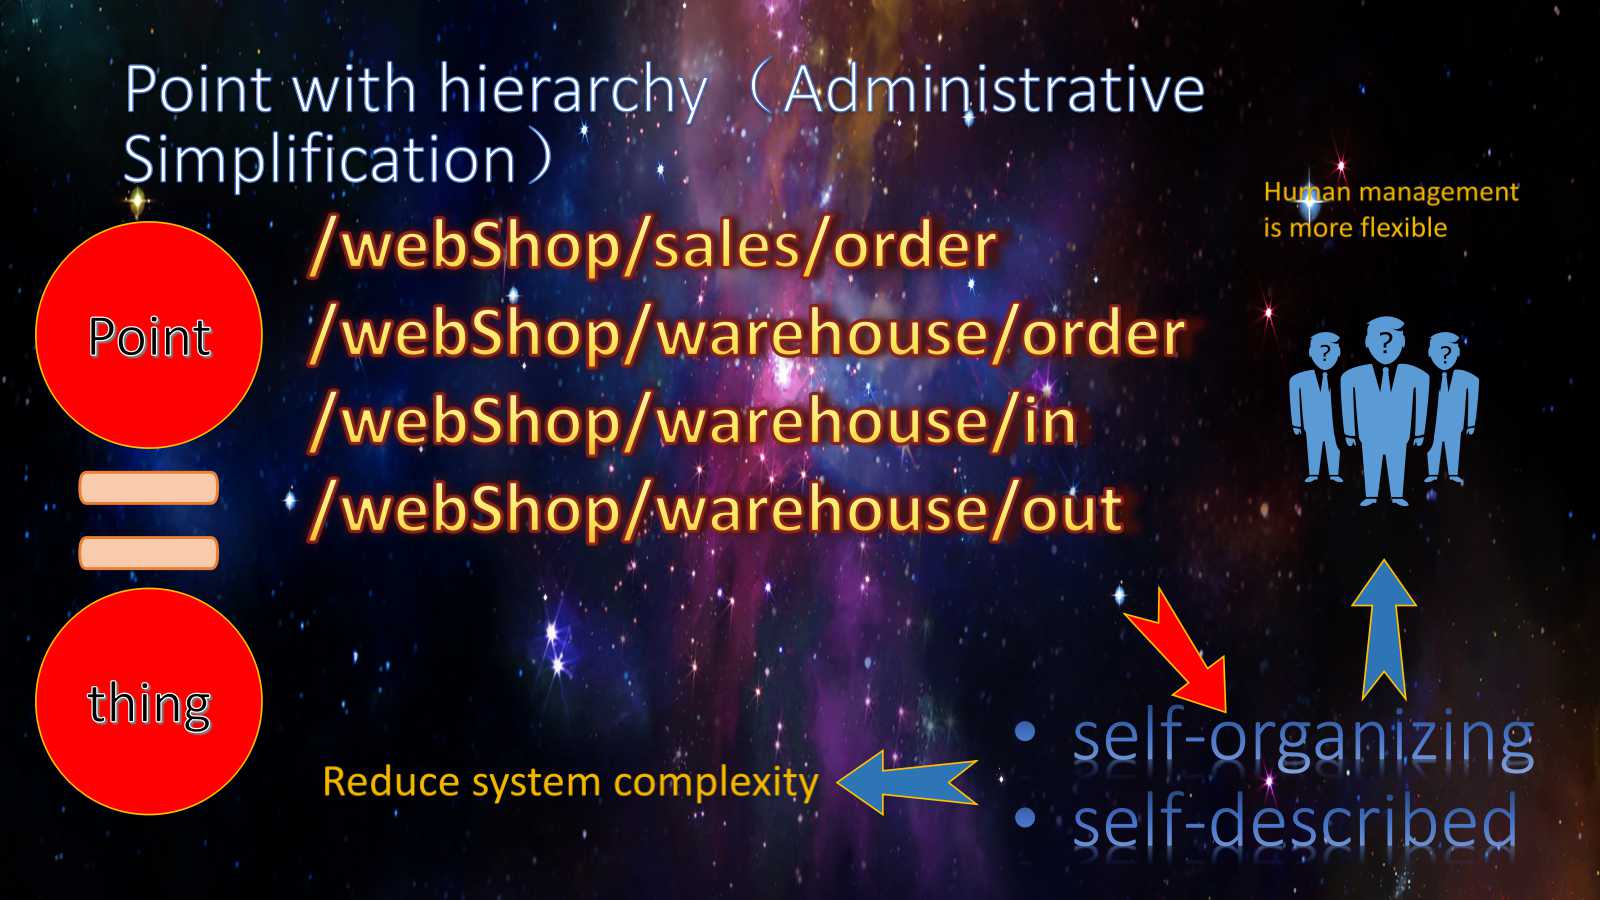 Point with hierarchy（Administrative
Simplification）
Human management
is more flexible
/webShop/sales/order
/webShop/warehouse/order
/webShop/warehouse/in
/webShop/warehouse/out
Point
thing
? ? ?
• self-organizing
• self-described
Reduce system complexity